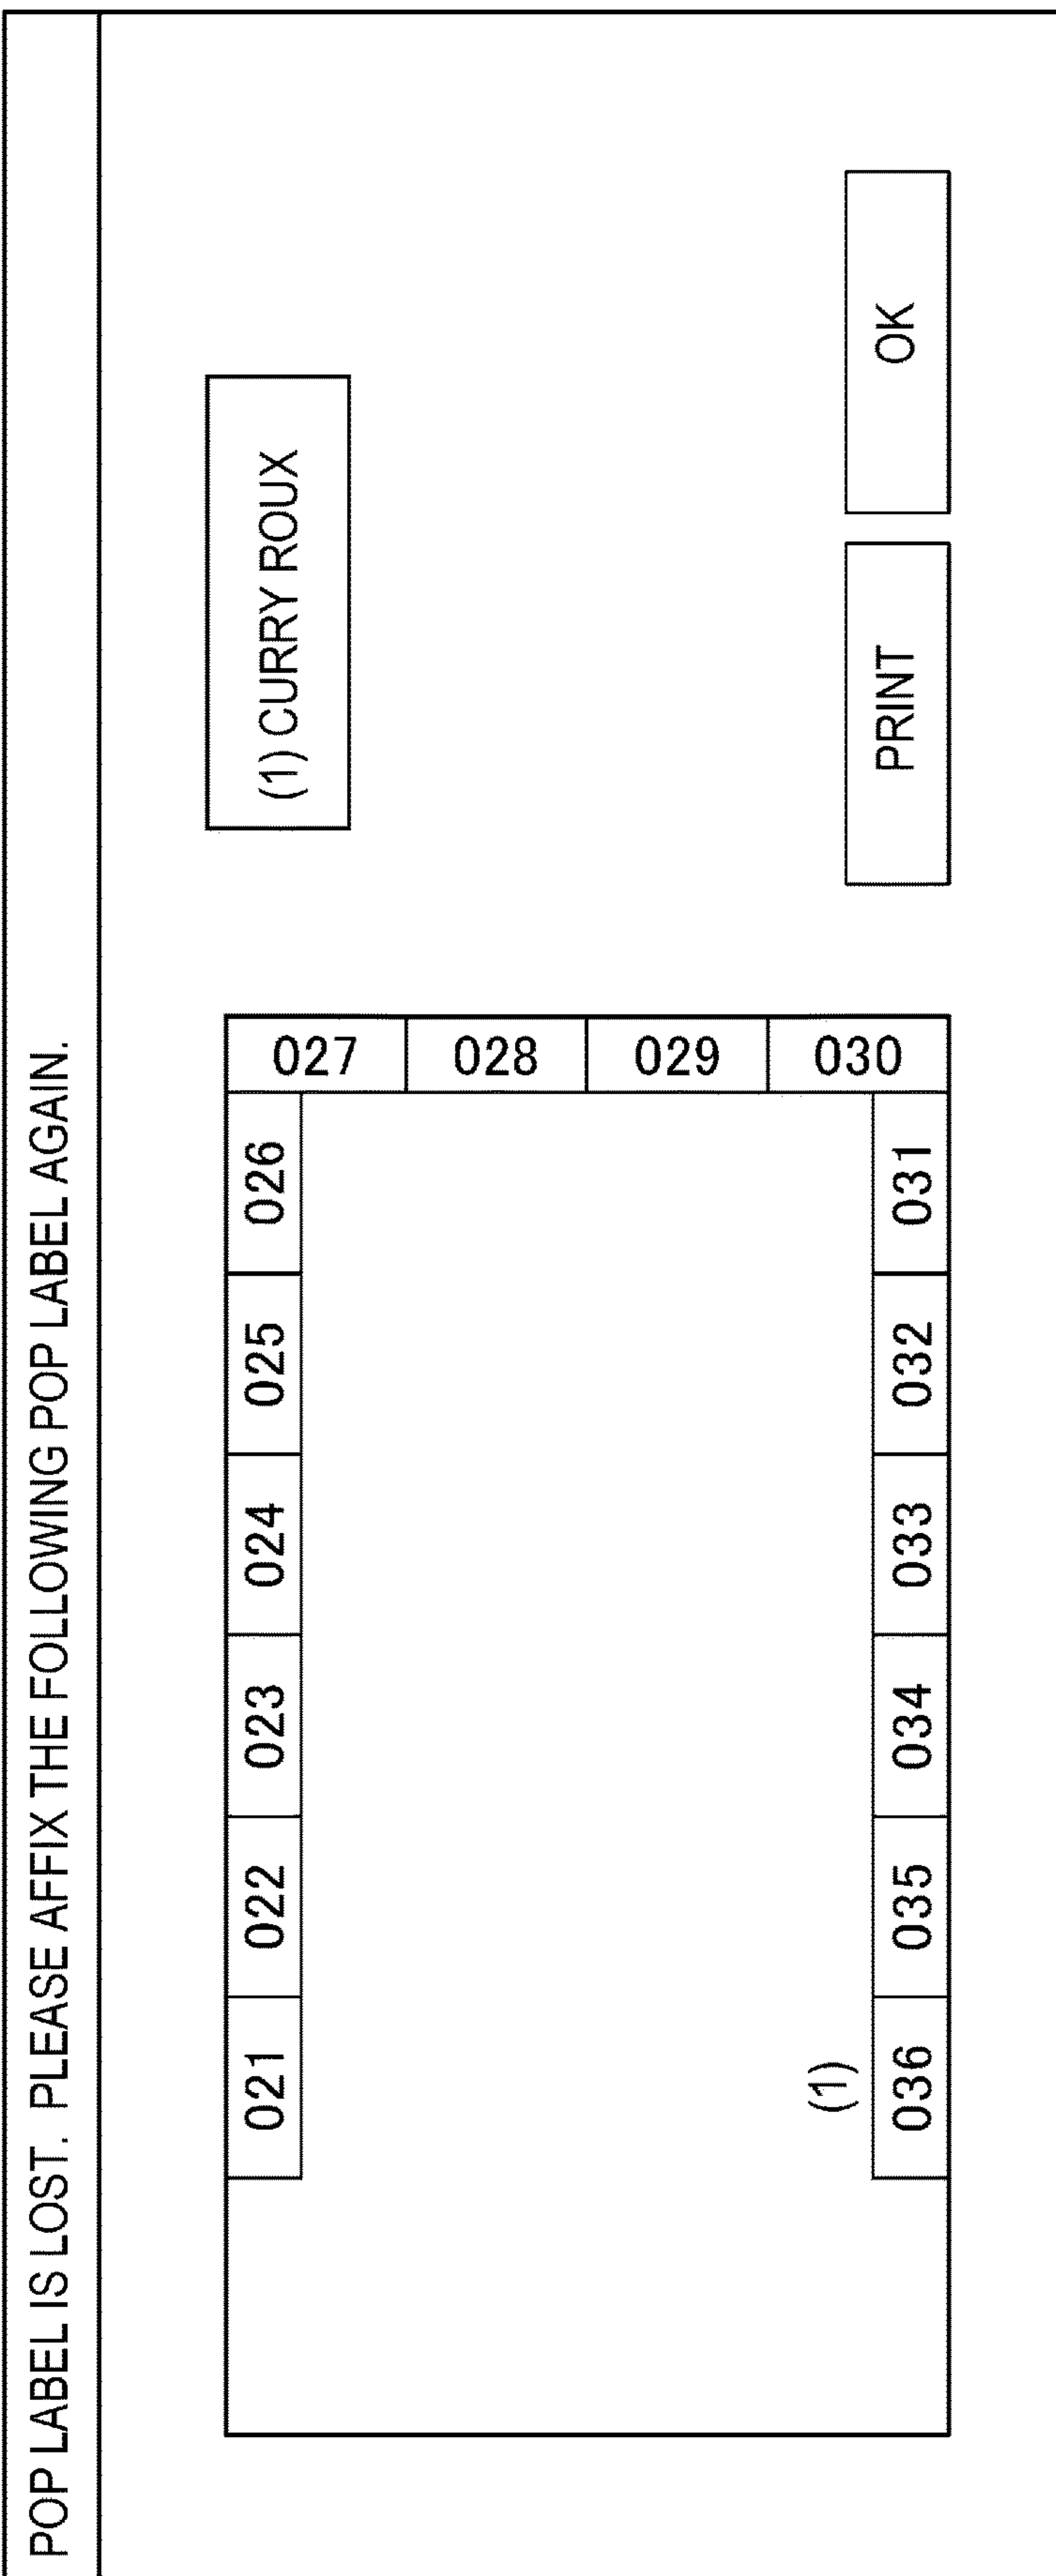 POP LABEL IS LOST. PLEASE AFFIX THE FOLLOWING POP LABEL AGAIN.
021 022 023 024 025 026
027
028
029
030
(1)
036 035 034 033 032 031
(1) CURRY ROUX
PRINT OK